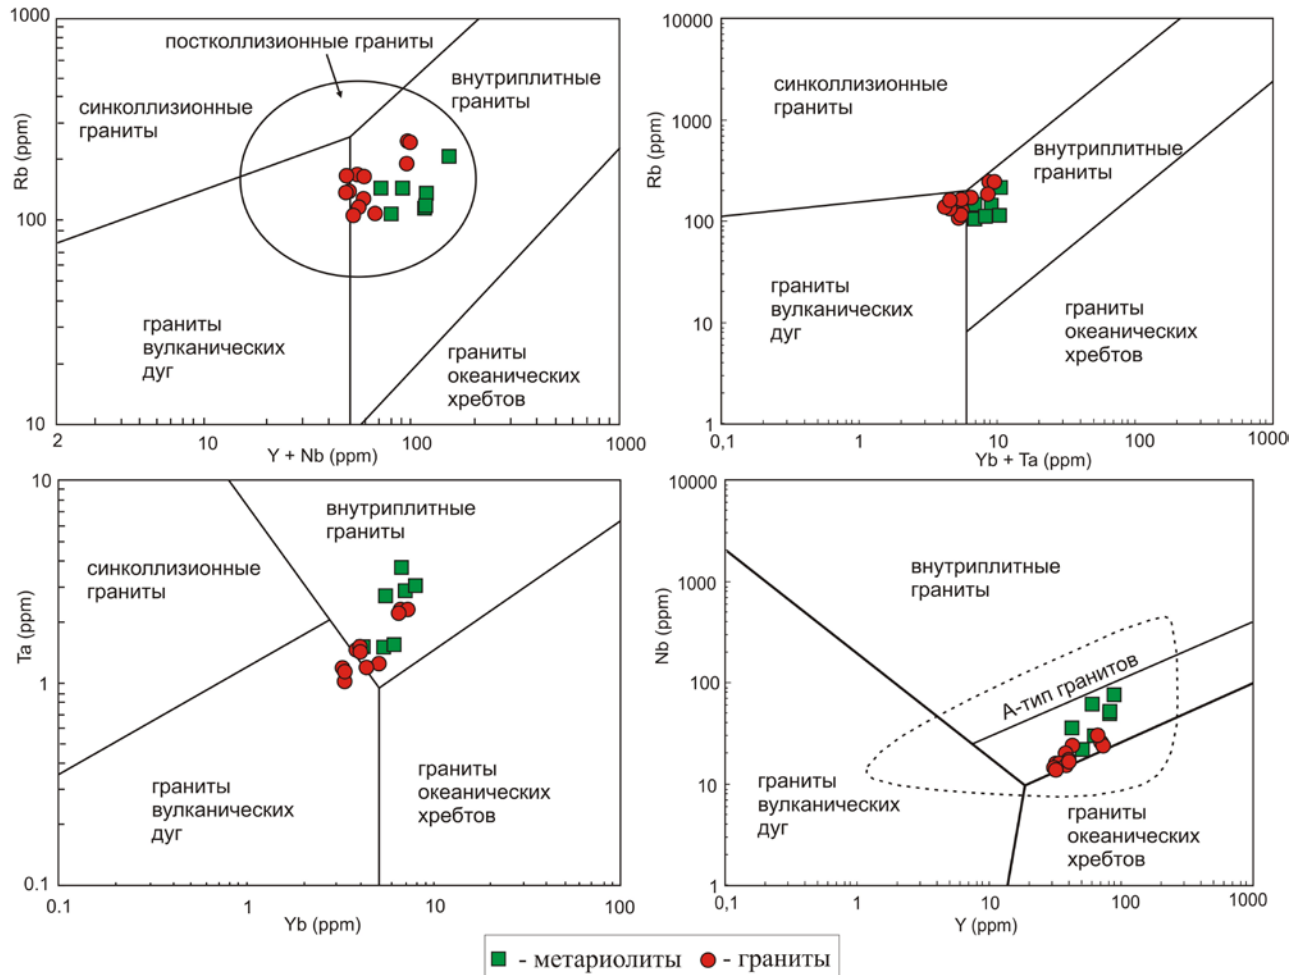 1000
постколлизионные граниты
внутриплитные
граниты
синколлизионные
граниты
Rb (ppm)
100
граниты
вулканических
дуг
граниты
океанических
хребтов
10
2
10
100
1000
Y + Nb (ppm)
10000
синколлизионные
граниты
1000
Rb (ppm)
внутриплитные
граниты
100
граниты
вулканических
дуг
граниты
океанических
хребтов
10
1
0,1
1
10
100
1000
Yb + Ta (ppm)
10
внутриплитные
граниты
синколлизионные
граниты
Ta (ppm)
1
граниты
вулканических
дуг
граниты
океанических
хребтов
0.1
0.1
1
10
100
Yb (ppm)
10000
внутриплитные
граниты
1000
Nb (ppm)
100
А-тип гранитов
10
граниты
вулканических
дуг
граниты
океанических
хребтов
1
0,1
1
10
100
1000
Y (ppm)
- метариолиты
- граниты